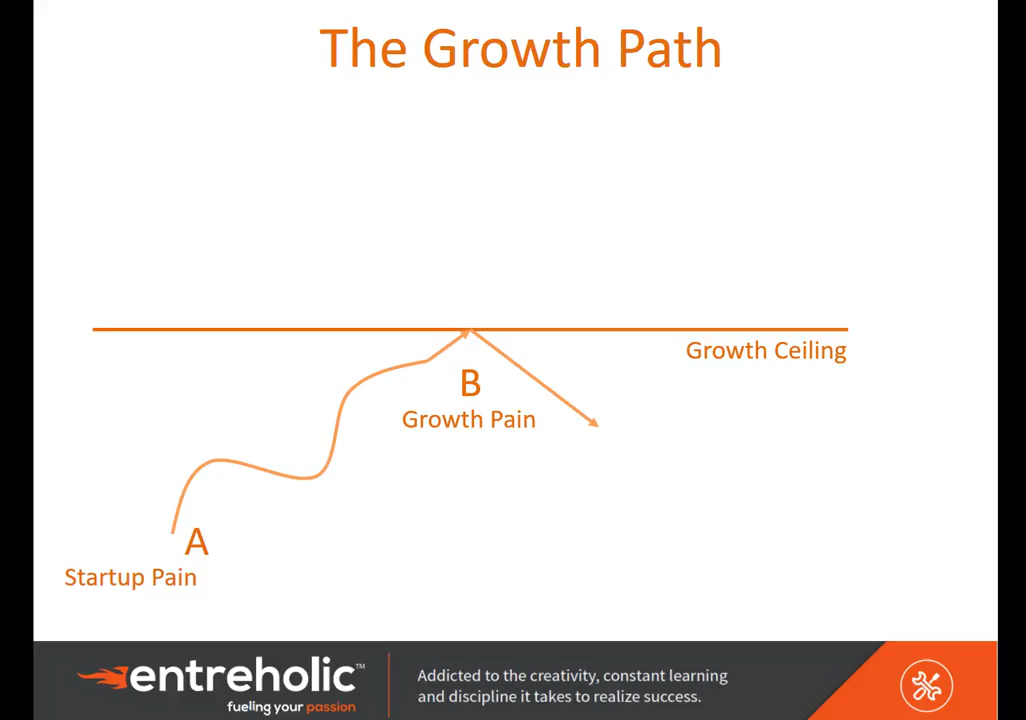 The Growth Path
Growth Ceiling
B
Growth Pain
A
Startup Pain
entreholic™
fueling your passion
Addicted to the creativity, constant learning
and discipline it takes to realize success.